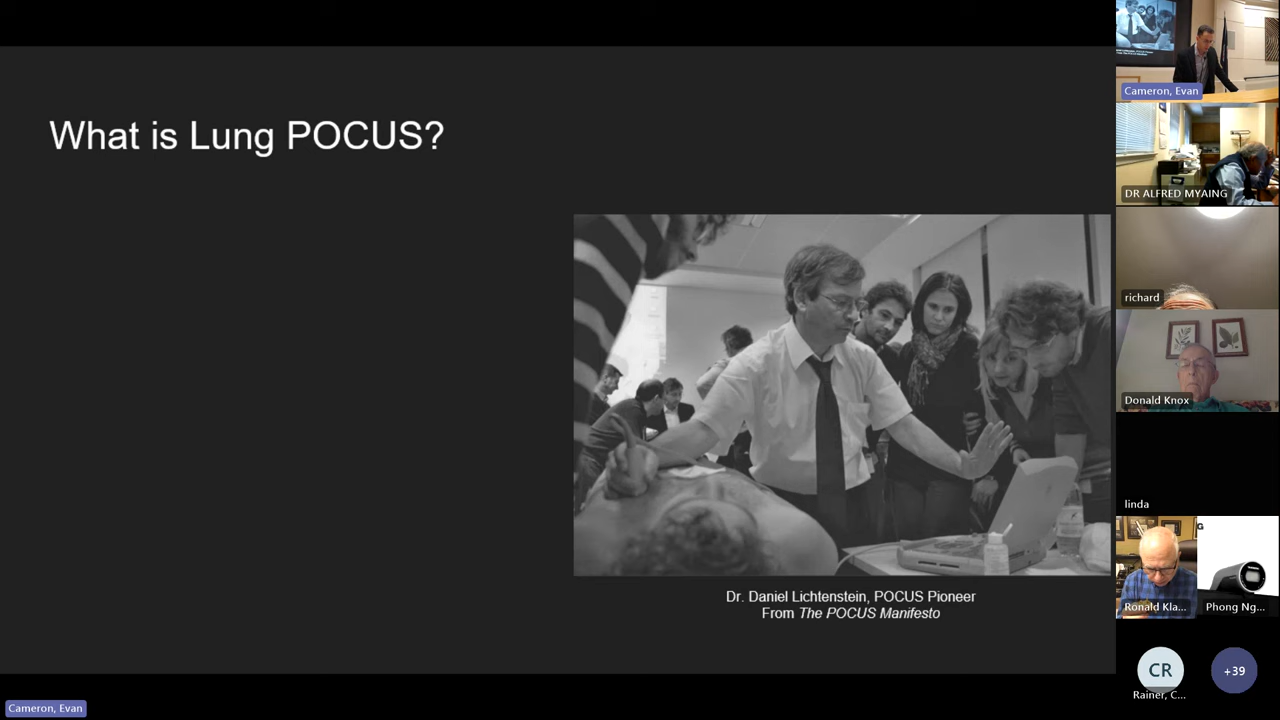 What is Lung POCUS?
Dr. Daniel Lichtenstein, POCUS Pioneer
From The POCUS Manifesto
Cameron, Evan
Cameron, Evan
DR ALFRED MYAING
richard
Donald Knox
linda
Ronald Kla...
Phong Ng...
CR
Rainer, C...
+39